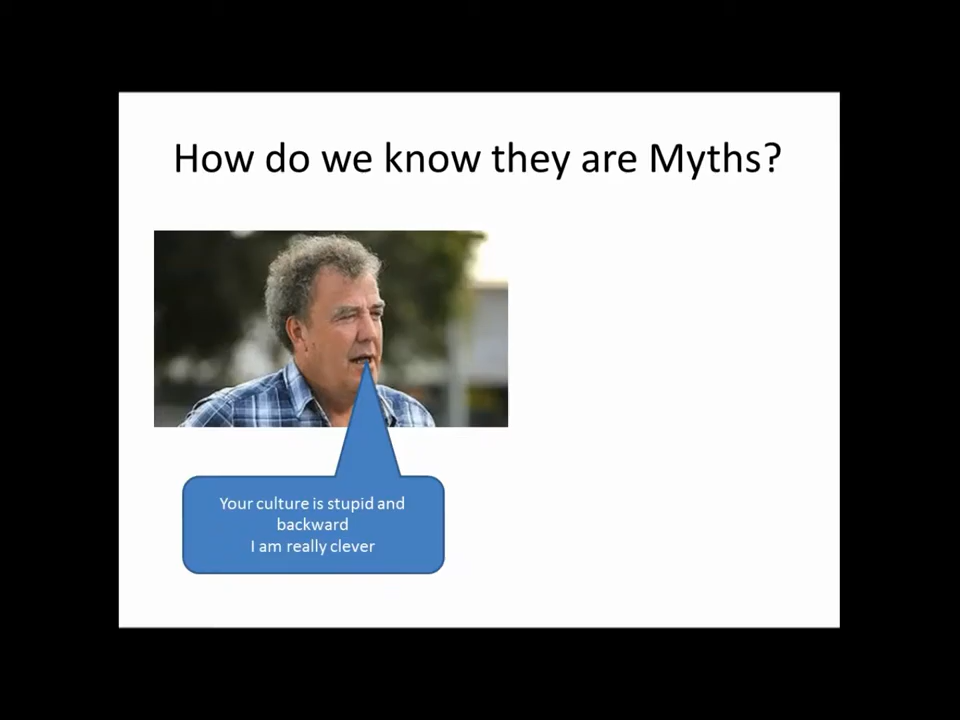 How do we know they are Myths?
Your culture is stupid and
backward
I am really clever